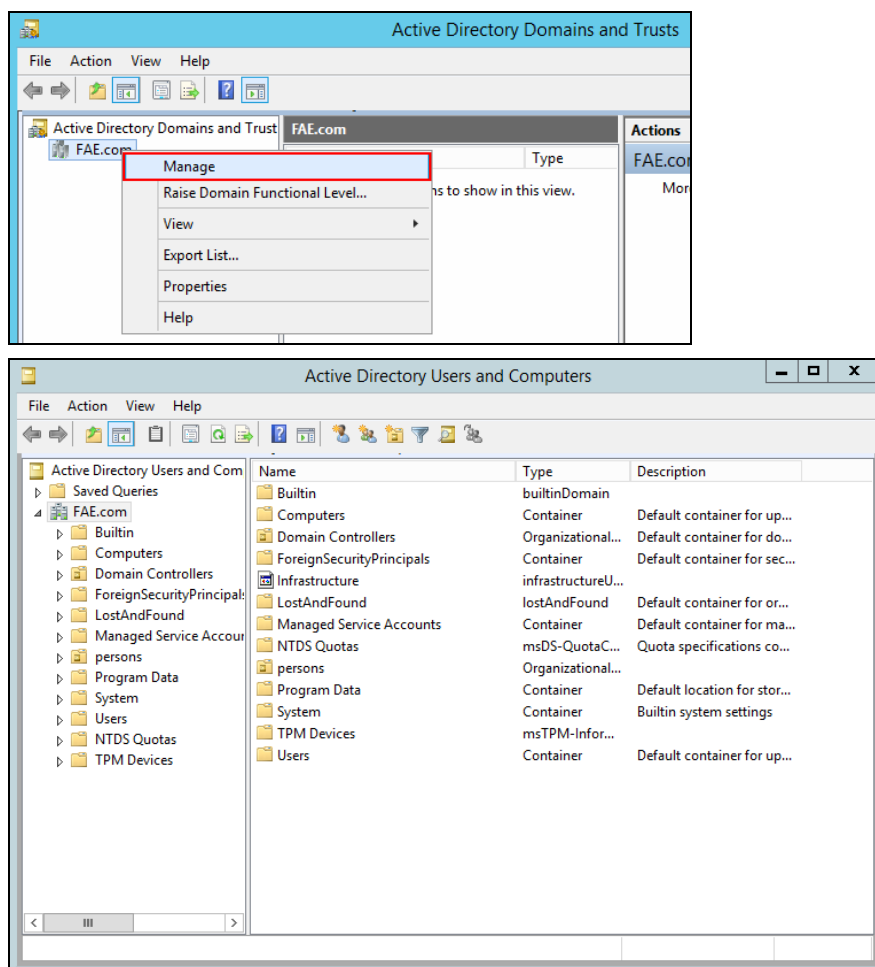 Active Directory Domains and Trusts
File Action View Help
Active Directory Domains and Trust FAE.com Actions
FAE.com Type FAE.co
Manage
Raise Domain Functional Level... ns to show in this view. Mor
View
Export List...
Properties
Help
Active Directory Users and Computers
File Action View Help
Active Directory Users and Com
Saved Queries
FAE.com
Builtin
Computers
Domain Controllers
ForeignSecurityPrincipal
LostAndFound
Managed Service Accour
persons
Program Data
System
Users
NTDS Quotas
TPM Devices
Name Type Description
Builtin builtinDomain
Computers Container Default container for up...
Domain Controllers Organizational... Default container for do...
ForeignSecurityPrincipals Container Default container for sec...
Infrastructure infrastructureU...
LostAndFound lostAndFound Default container for or...
Managed Service Accounts Container Default container for ma...
NTDS Quotas msDS-QuotaC... Quota specifications co...
persons Organizational...
Program Data Container Default location for stor...
System Container Builtin system settings
TPM Devices msTPM-Infor...
Users Container Default container for up...